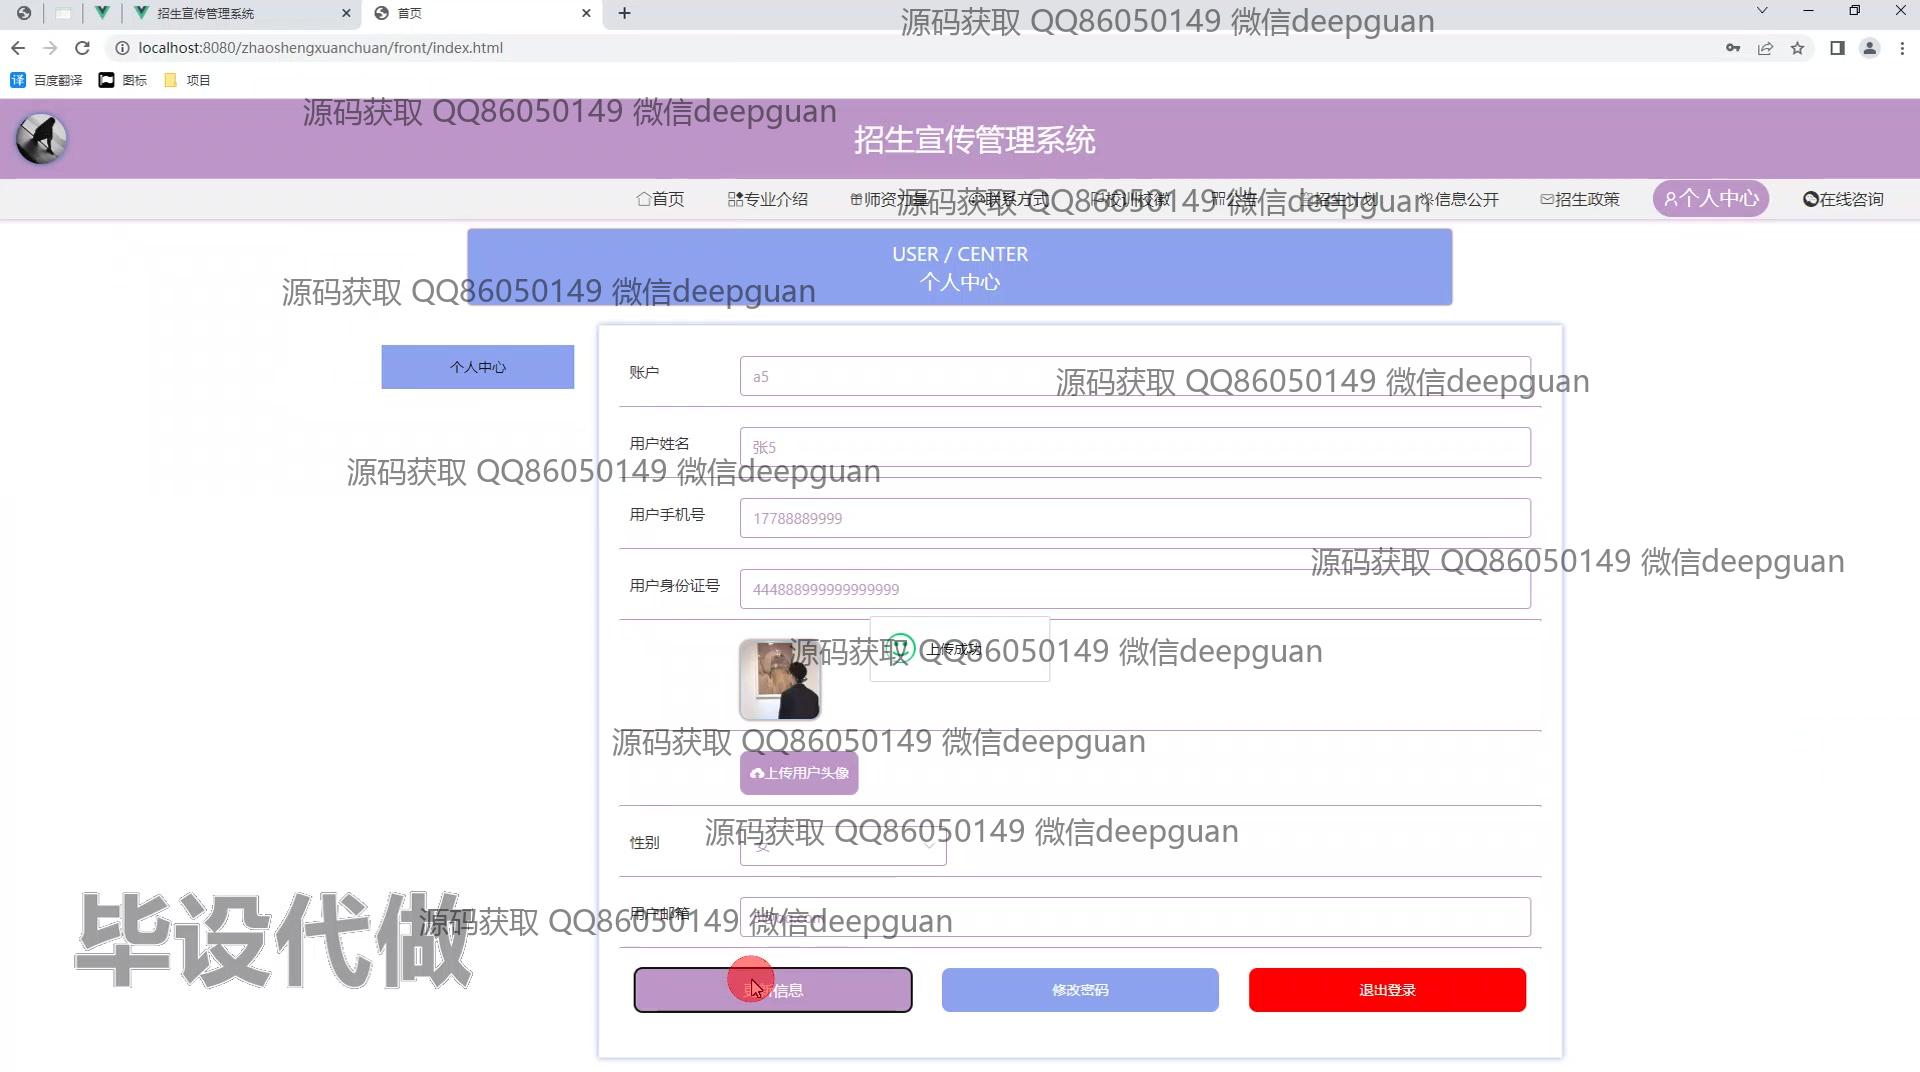 招生宣传管理系统
首页
源码获取 QQ86050149 微信deepguan
localhost:8080/zhaoshengxuanchuan/front/index.html
百度翻译
图标
项目
源码获取 QQ86050149 微信deepguan
招生宣传管理系统
首页
专业介绍
师资力量
联系方式
校训校徽
公告
招生计划
信息公开
招生政策
个人中心
在线咨询
源码获取 QQ86050149 微信deepguan
USER / CENTER
个人中心
源码获取 QQ86050149 微信deepguan
个人中心
账户
a5
源码获取 QQ86050149 微信deepguan
用户姓名
张5
源码获取 QQ86050149 微信deepguan
用户手机号
17788889999
源码获取 QQ86050149 微信deepguan
用户身份证号
444888999999999999
上传成功
源码获取 QQ86050149 微信deepguan
源码获取 QQ86050149 微信deepguan
上传用户头像
性别
女
源码获取 QQ86050149 微信deepguan
毕设代做
用户邮箱
源码获取 QQ86050149 微信deepguan
更新信息
修改密码
退出登录